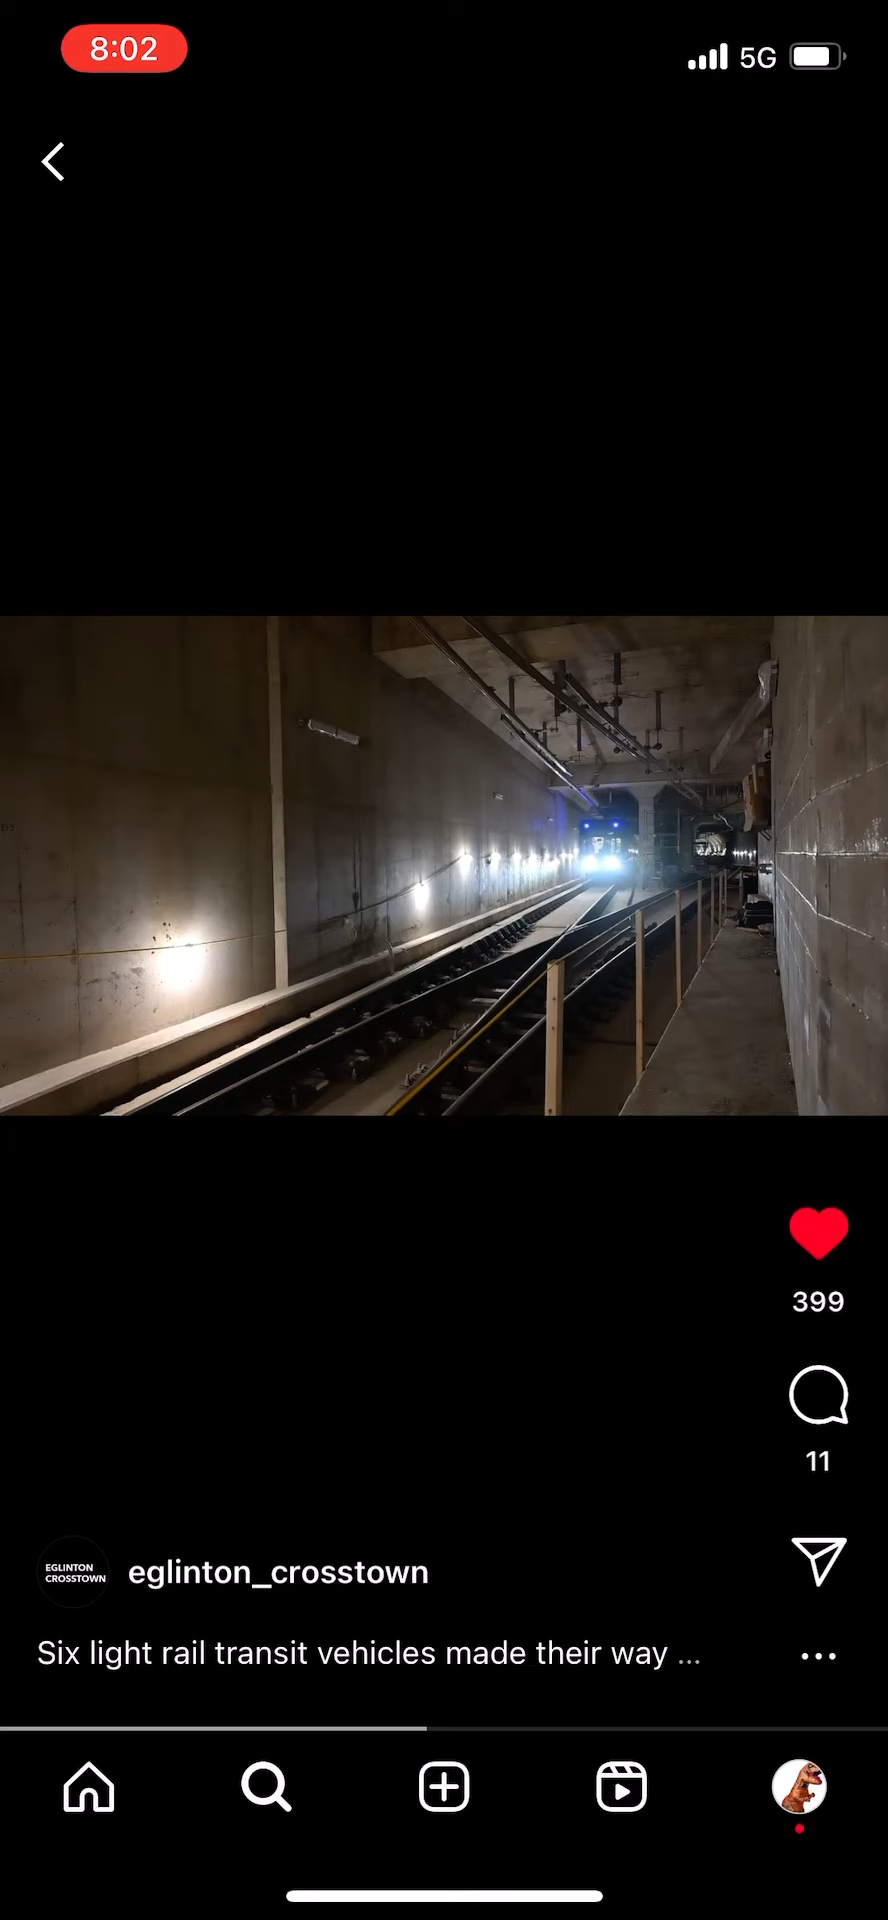 8:02
5G
399
11
EGLINTON
CROSSTOWN
eglinton_crosstown
Six light rail transit vehicles made their way ...